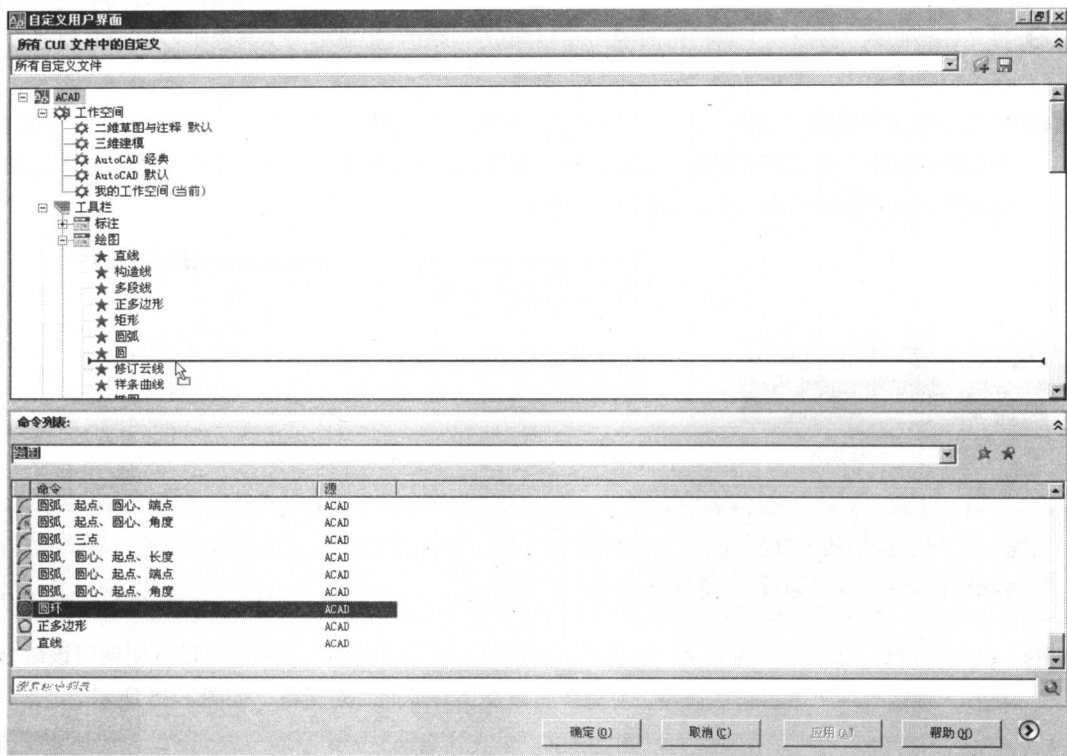 自定义用户界面
所有 CUI 文件中的自定义
所有自定义文件
ACAD
工作空间
二维草图与注释 默认
三维建模
AutoCAD 经典
AutoCAD 默认
我的工作空间(当前)
工具栏
标注
绘图
直线
构造线
多段线
正多边形
矩形
圆弧
圆
修订云线
样条曲线
命令列表:
绘图
命令 源
圆弧, 起点、圆心、端点 ACAD
圆弧, 起点、圆心、角度 ACAD
圆弧, 三点 ACAD
圆弧, 圆心、起点、长度 ACAD
圆弧, 圆心、起点、端点 ACAD
圆弧, 圆心、起点、角度 ACAD
圆环 ACAD
正多边形 ACAD
直线 ACAD
搜索命令列表
确定(O) 取消(C) 应用(A) 帮助(H)